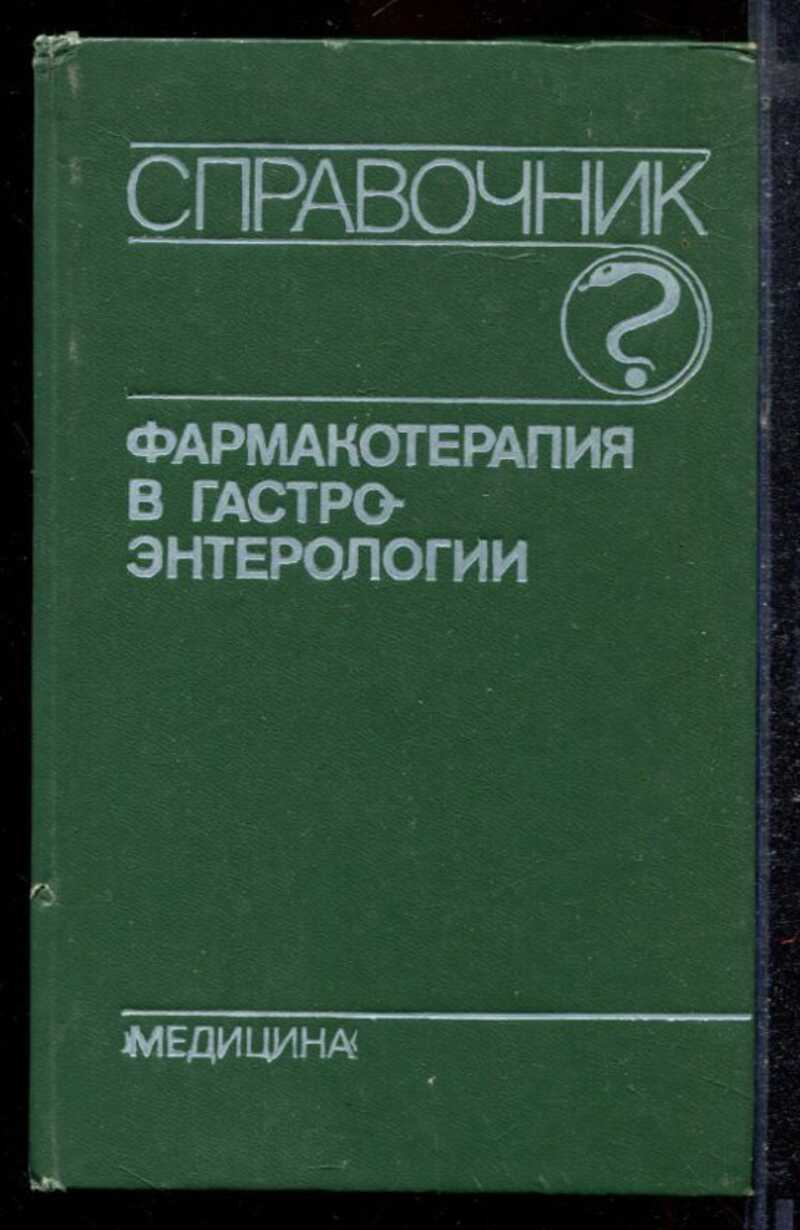 СПРАВОЧНИК
ФАРМАКОТЕРАПИЯ
В ГАСТРО-
ЭНТЕРОЛОГИИ
»МЕДИЦИНА«